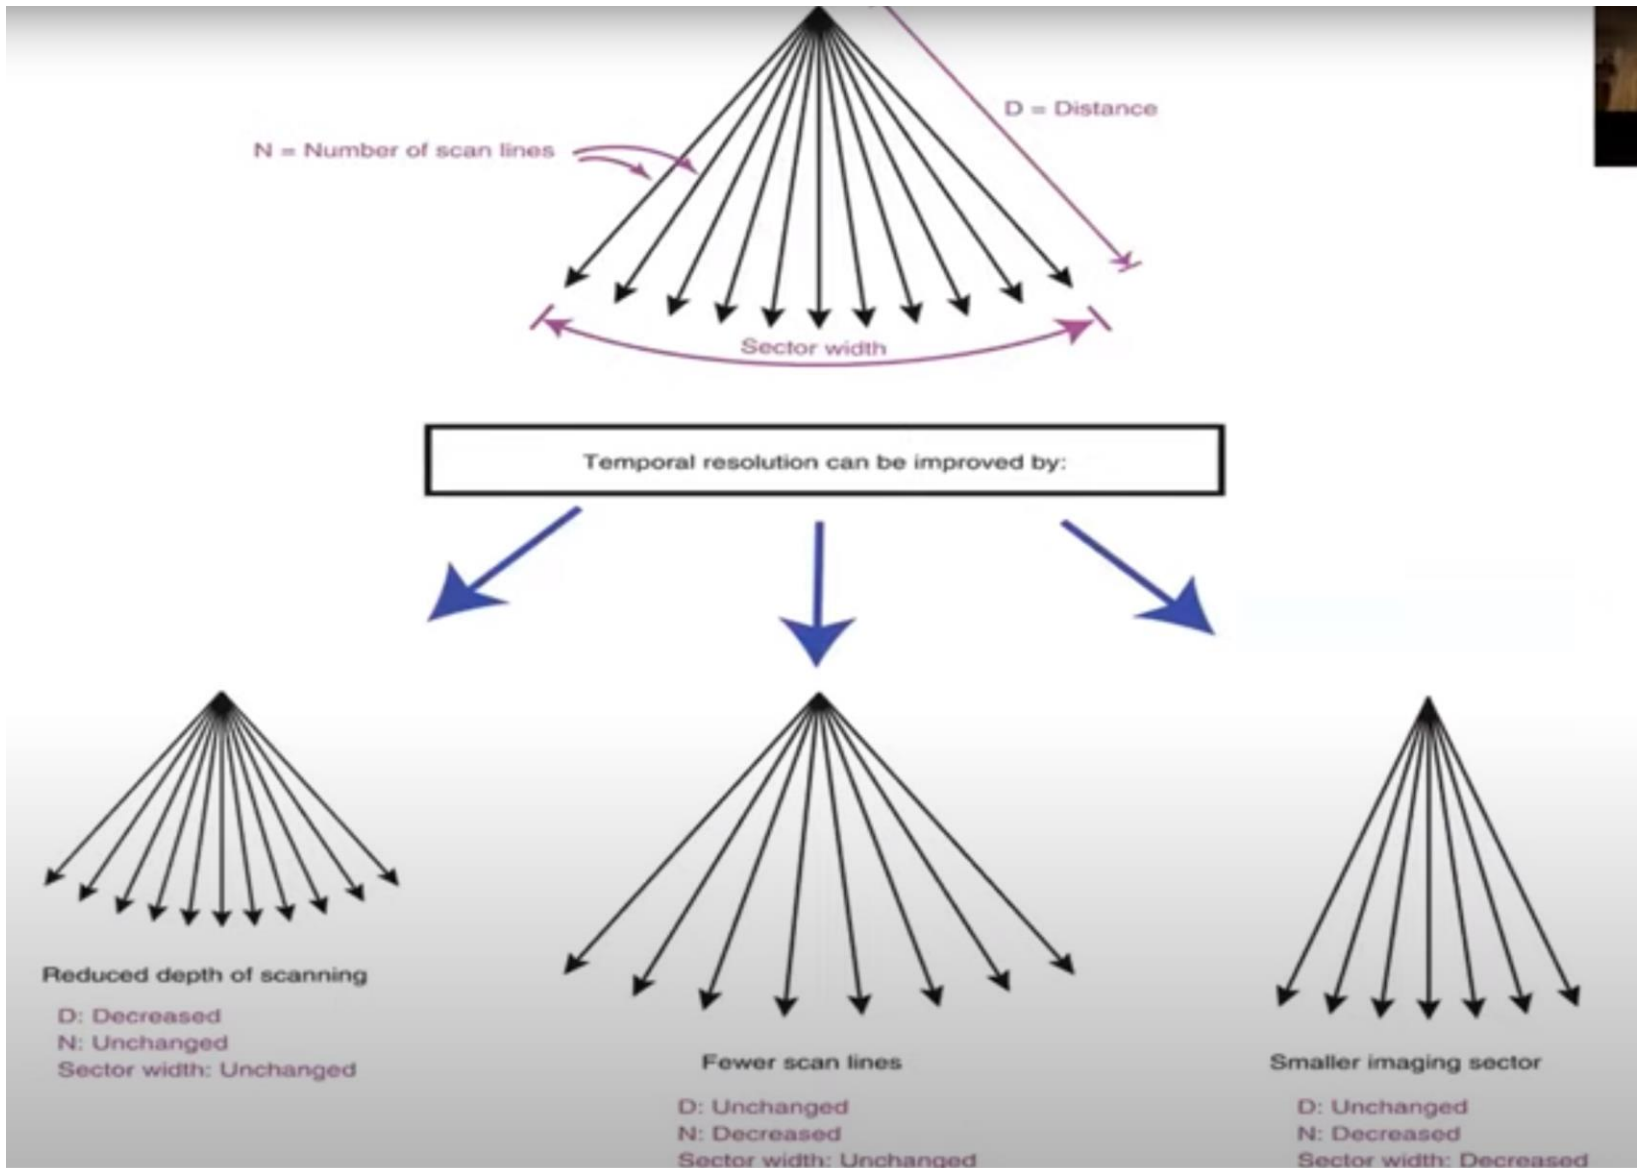 D = Distance
N = Number of scan lines
Sector width
Temporal resolution can be improved by:
Reduced depth of scanning
D: Decreased
N: Unchanged
Sector width: Unchanged
Fewer scan lines
D: Unchanged
N: Decreased
Sector width: Unchanged
Smaller imaging sector
D: Unchanged
N: Decreased
Sector width: Decreased